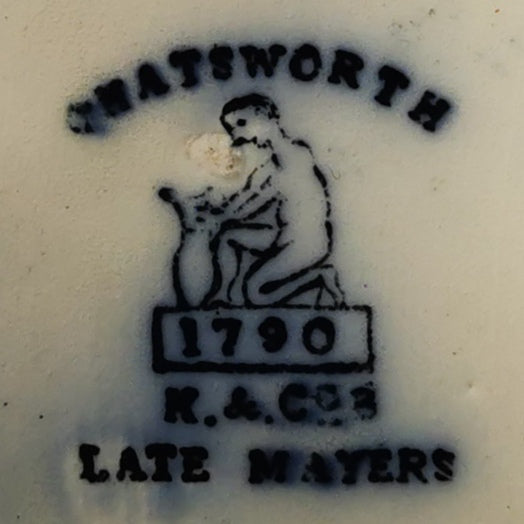 CHATSWORTH
1790
K. & Co B
LATE MAYERS